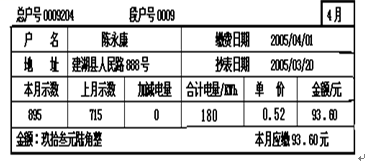 总户号0009204 段户号0009 4月
户 名 陈永康 缴费日期 2005/04/01
地 址 建湖县人民路888号 抄表日期 2005/03/20
本月示数 上月示数 加减电量 合计电量/KWh 单 价 金额/元
895 715 0 180 0.52 93.60
金额:玖拾叁元陆角整 本月应缴93.60元